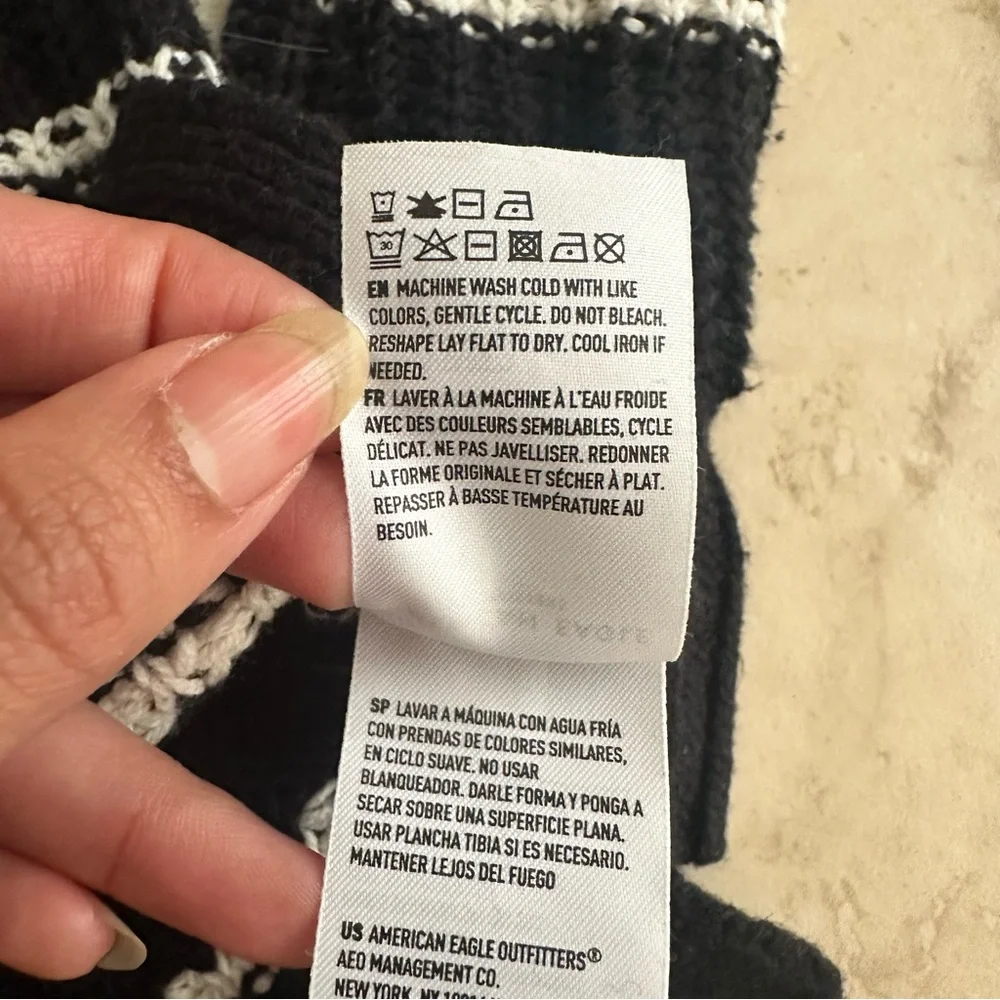 30
EN MACHINE WASH COLD WITH LIKE
COLORS, GENTLE CYCLE. DO NOT BLEACH.
RESHAPE LAY FLAT TO DRY. COOL IRON IF
NEEDED.
FR LAVER À LA MACHINE À L'EAU FROIDE
AVEC DES COULEURS SEMBLABLES, CYCLE
DÉLICAT. NE PAS JAVELLISER. REDONNER
LA FORME ORIGINALE ET SÉCHER À PLAT.
REPASSER À BASSE TEMPÉRATURE AU
BESOIN.
SP LAVAR A MÁQUINA CON AGUA FRÍA
CON PRENDAS DE COLORES SIMILARES,
EN CICLO SUAVE. NO USAR
BLANQUEADOR. DARLE FORMA Y PONGA A
SECAR SOBRE UNA SUPERFICIE PLANA.
USAR PLANCHA TIBIA SI ES NECESARIO.
MANTENER LEJOS DEL FUEGO
US AMERICAN EAGLE OUTFITTERS®
AEO MANAGEMENT CO.
NEW YORK, NY